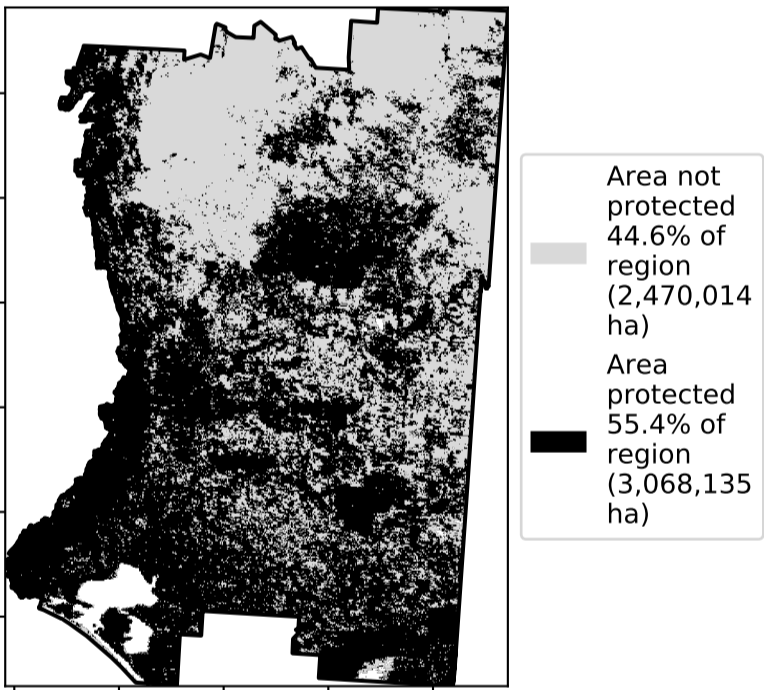 Area not
protected
44.6% of
region
(2,470,014
ha)
Area
protected
55.4% of
region
(3,068,135
ha)